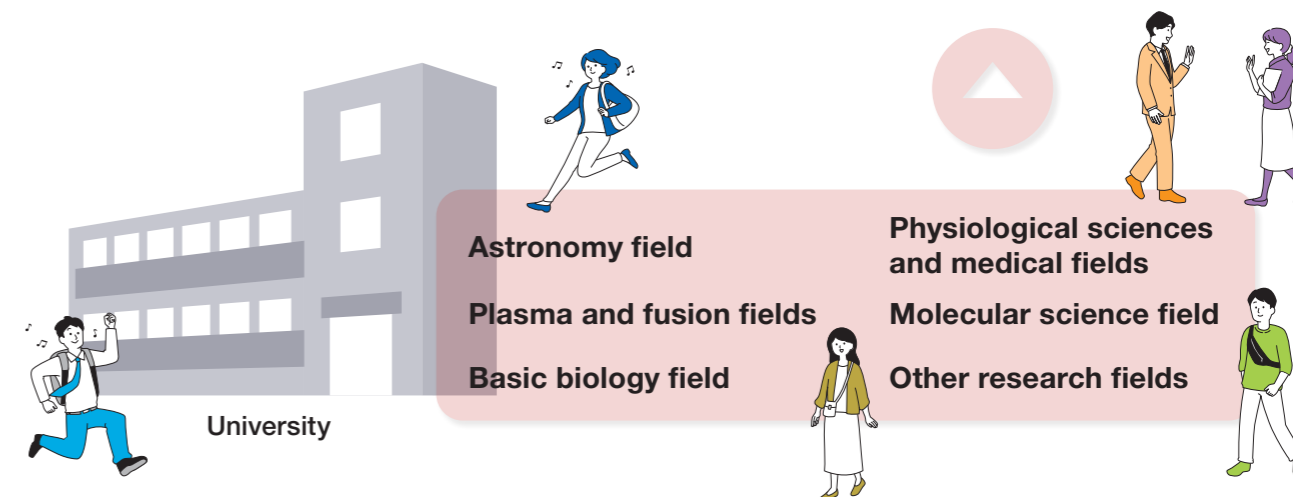 Astronomy field
Plasma and fusion fields
Basic biology field
Physiological sciences
and medical fields
Molecular science field
Other research fields
University